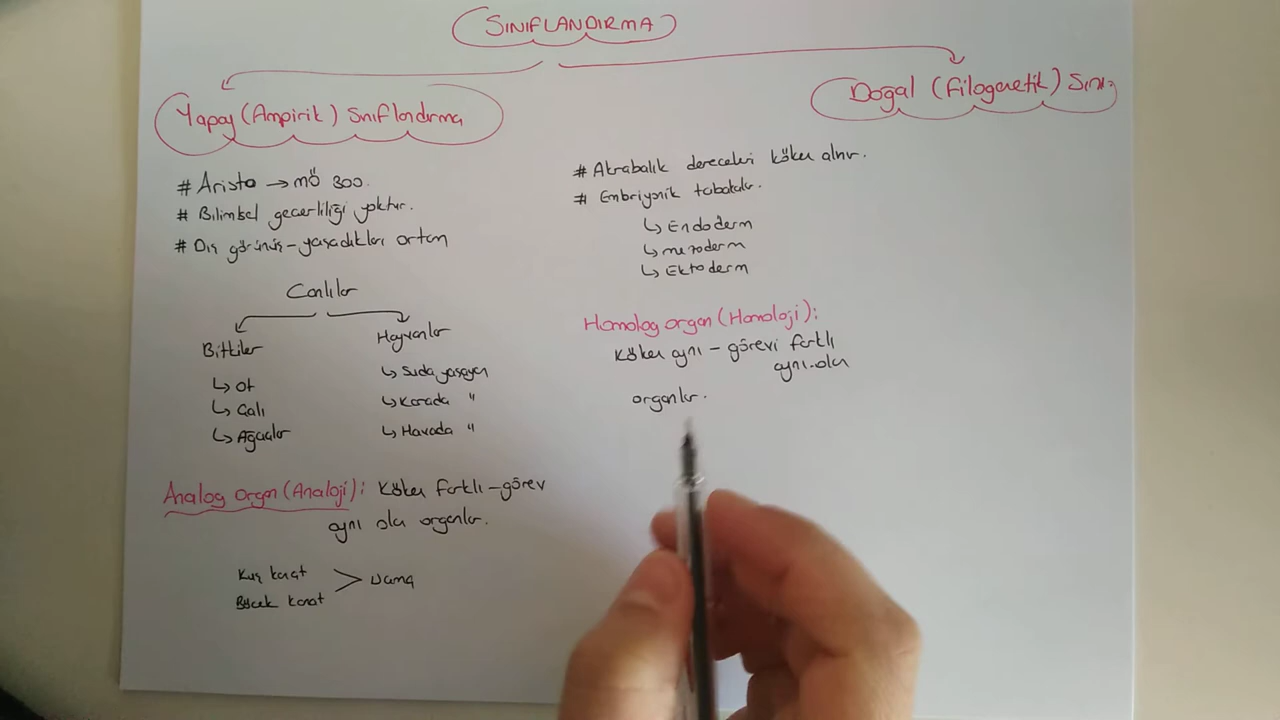 SINIFLANDIRMA
Yapay (Ampirik) Sınıflandırma
# Aristo → MÖ 300.
# Bilimsel geçerliliği yoktur.
# Dış görünüş - yaşadıkları ortam
Canlılar
Bitkiler
↳ Ot
↳ Çalı
↳ Ağaçlar
Hayvanlar
↳ Suda yaşayan
↳ Karada "
↳ Havada "
Analog Organ (Analoji): Köken farklı - görev
aynı olan organlar.
Kuş kanat
Böcek kanat > Uçma
Doğal (Filogenetik) Sını
# Akrabalık dereceleri köken alınır.
# Embriyonik tabakalar.
↳ Endoderm
↳ mezoderm
↳ Ektoderm
Homolog organ (Homoloji):
Köken aynı - görevi farklı
aynı olan
organlar.